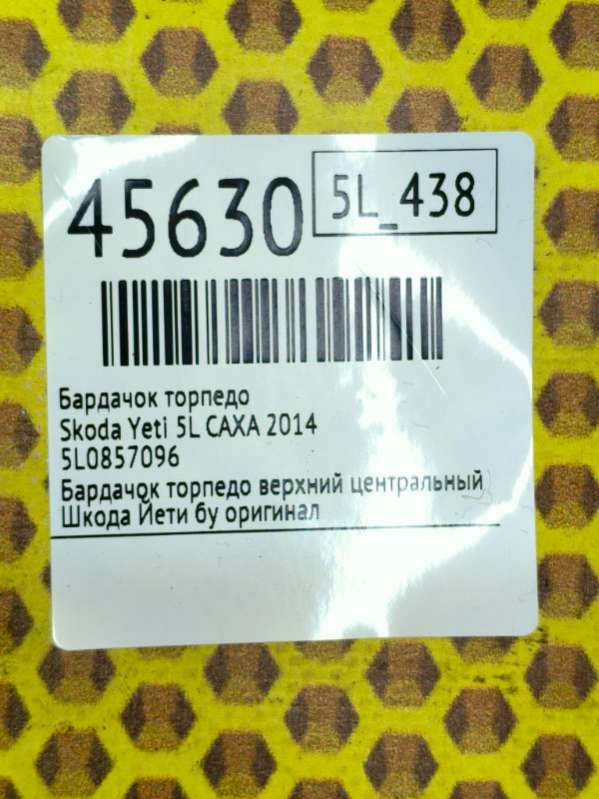 45630
5L_438
Бардачок торпедо
Skoda Yeti 5L CAXA 2014
5L0857096
Бардачок торпедо верхний центральный
Шкода Йети бу оригинал